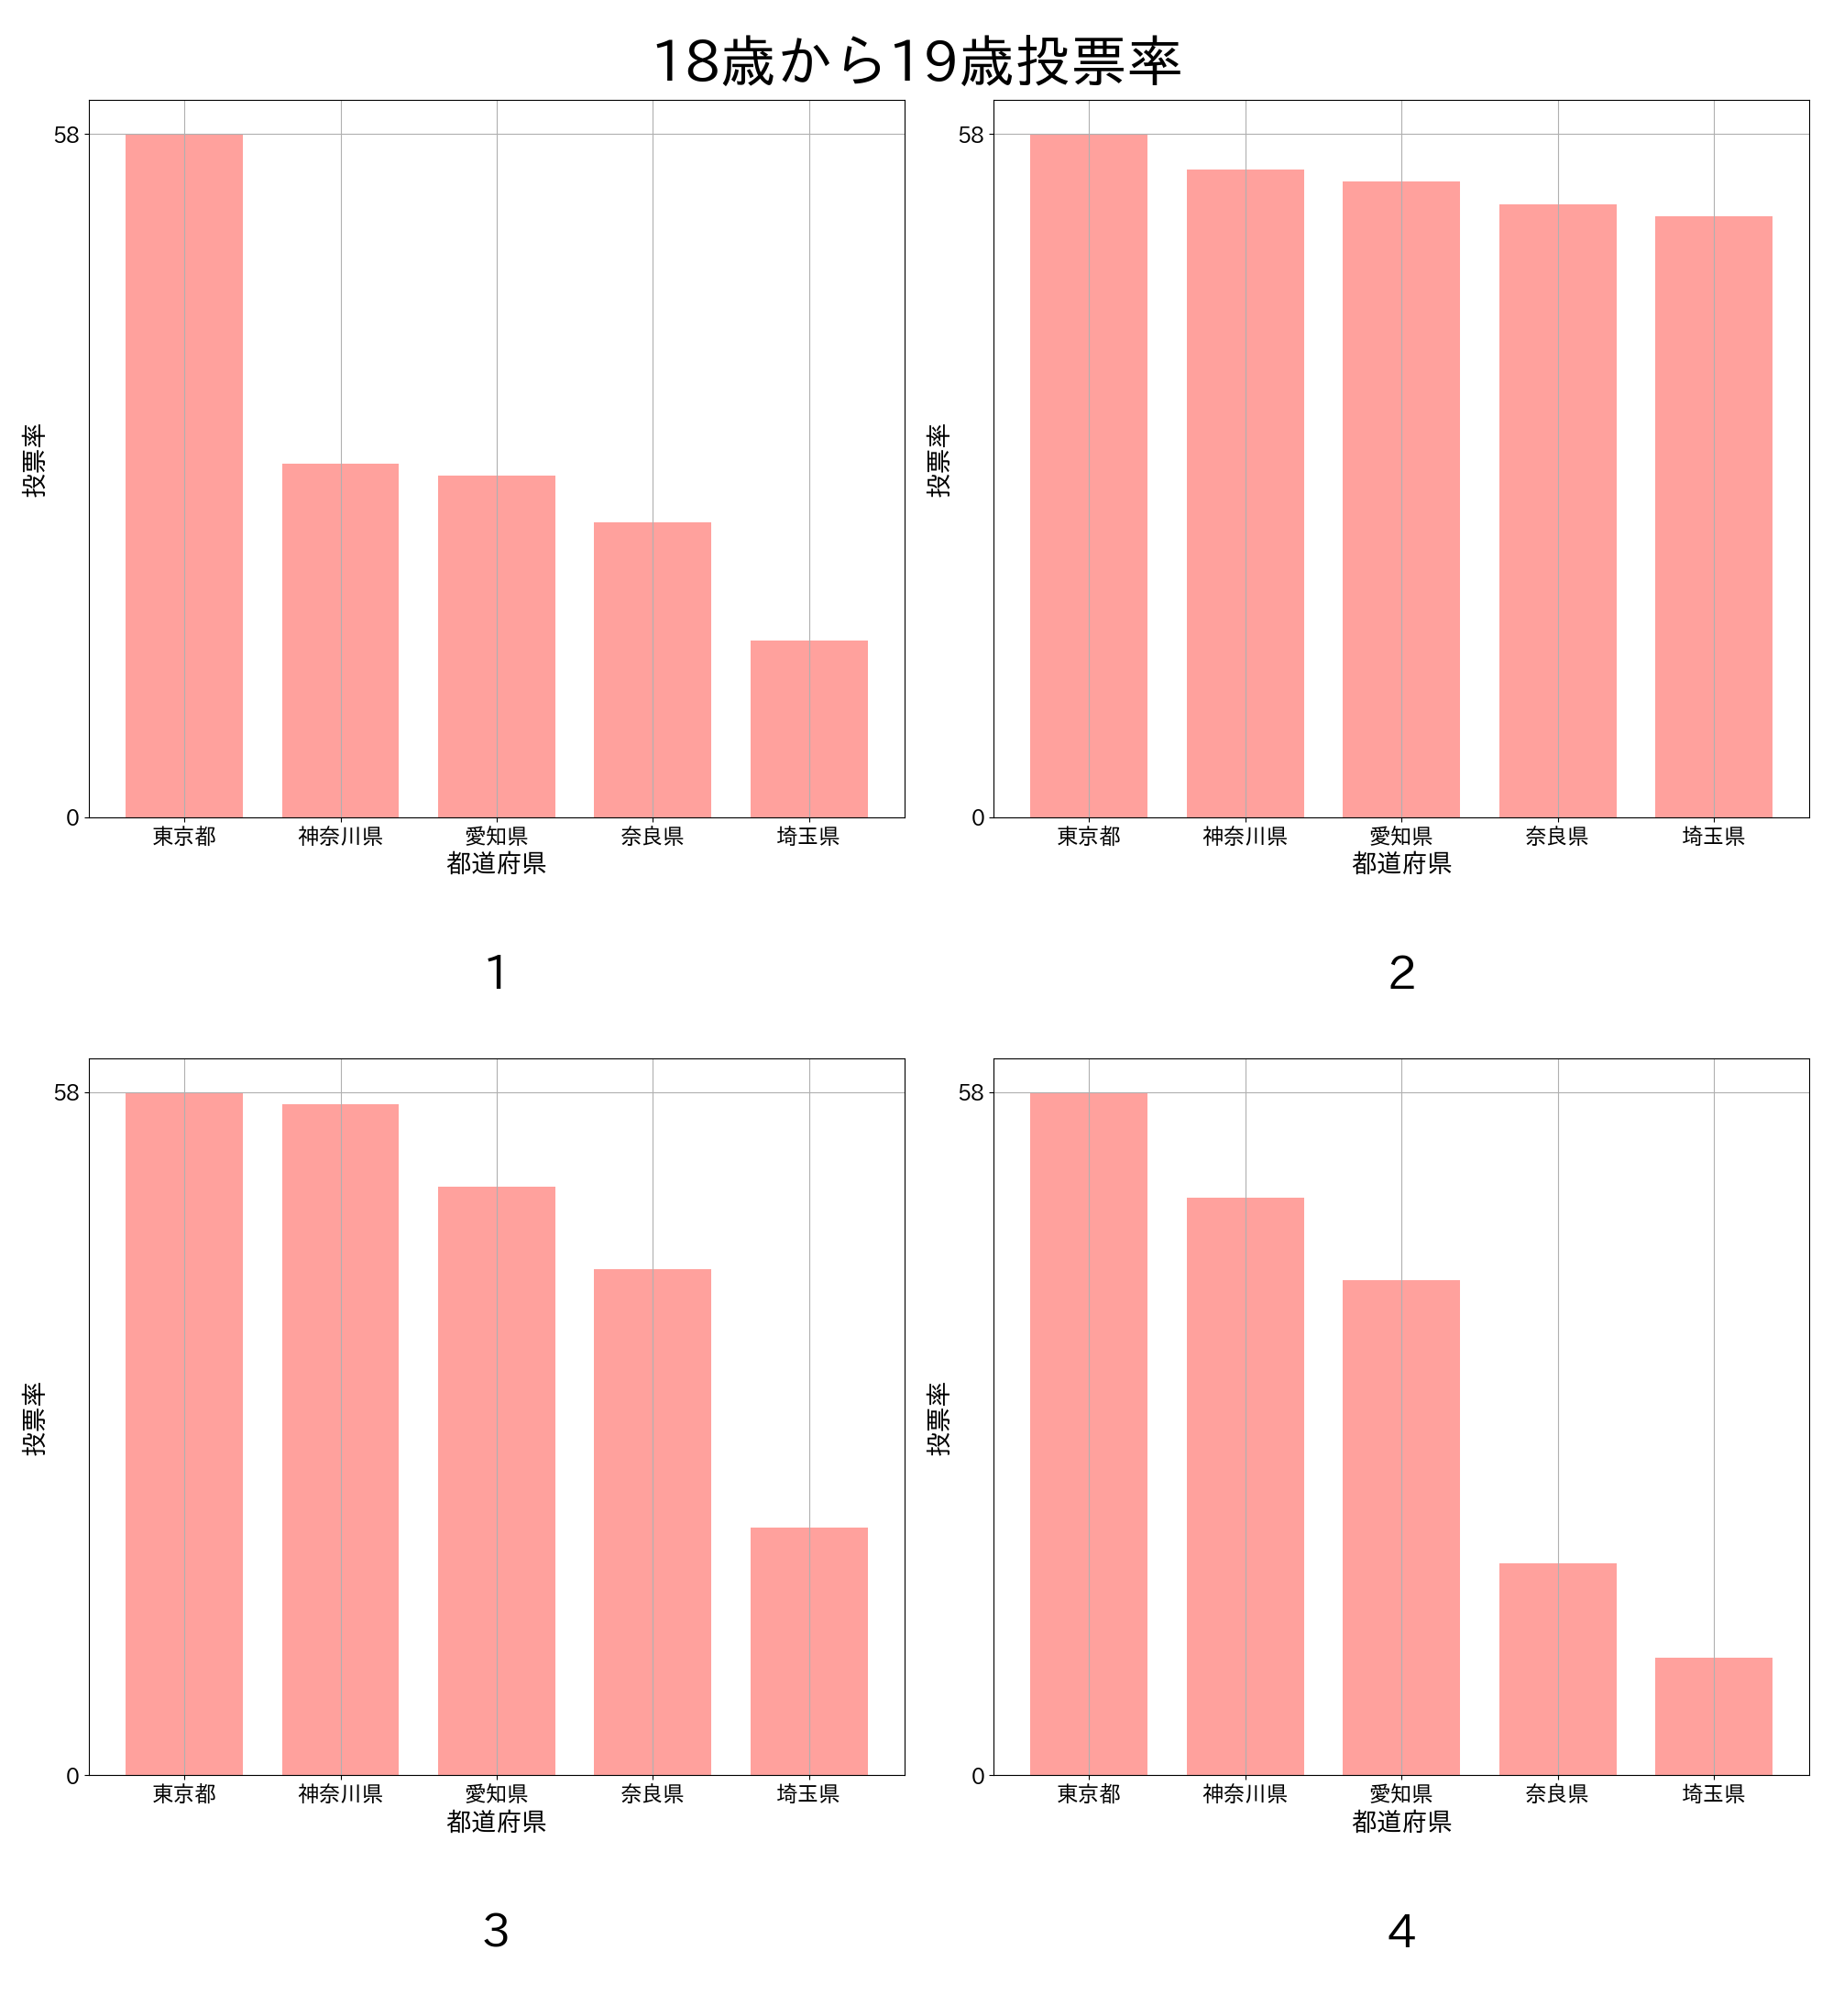 18歳から19歳投票率
58
0
投票率
東京都 神奈川県 愛知県 奈良県 埼玉県
都道府県
1
58
0
投票率
東京都 神奈川県 愛知県 奈良県 埼玉県
都道府県
2
58
0
投票率
東京都 神奈川県 愛知県 奈良県 埼玉県
都道府県
3
58
0
投票率
東京都 神奈川県 愛知県 奈良県 埼玉県
都道府県
4